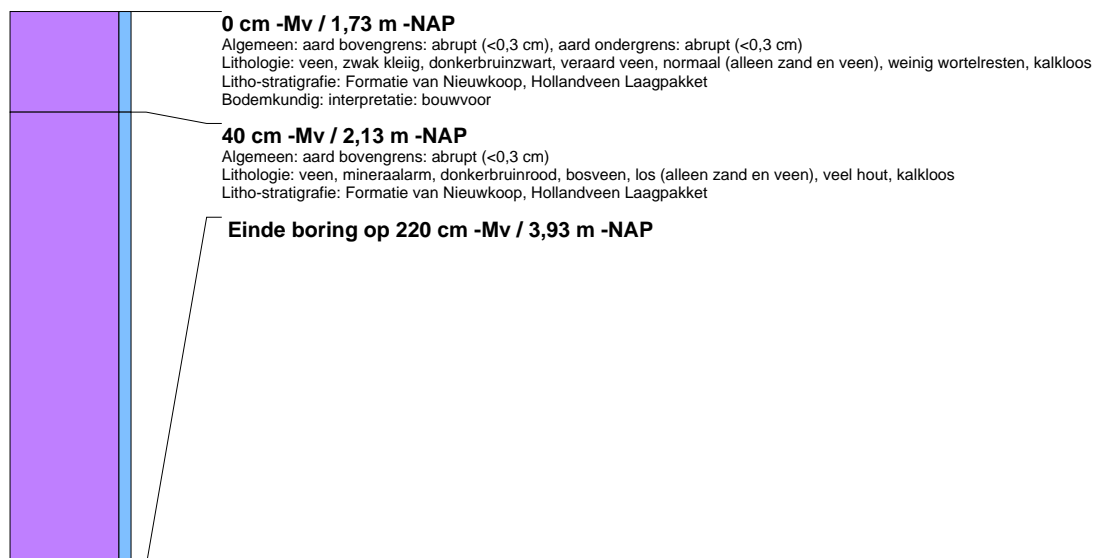 0 cm -Mv / 1,73 m -NAP
Algemeen: aard bovengrens: abrupt (<0,3 cm), aard ondergrens: abrupt (<0,3 cm)
Lithologie: veen, zwak kleiig, donkerbruinzwart, veraard veen, normaal (alleen zand en veen), weinig wortelresten, kalkloos
Litho-stratigrafie: Formatie van Nieuwkoop, Hollandveen Laagpakket
Bodemkundig: interpretatie: bouwvoor
40 cm -Mv / 2,13 m -NAP
Algemeen: aard bovengrens: abrupt (<0,3 cm)
Lithologie: veen, mineraalarm, donkerbruinrood, bosveen, los (alleen zand en veen), veel hout, kalkloos
Litho-stratigrafie: Formatie van Nieuwkoop, Hollandveen Laagpakket
Einde boring op 220 cm -Mv / 3,93 m -NAP